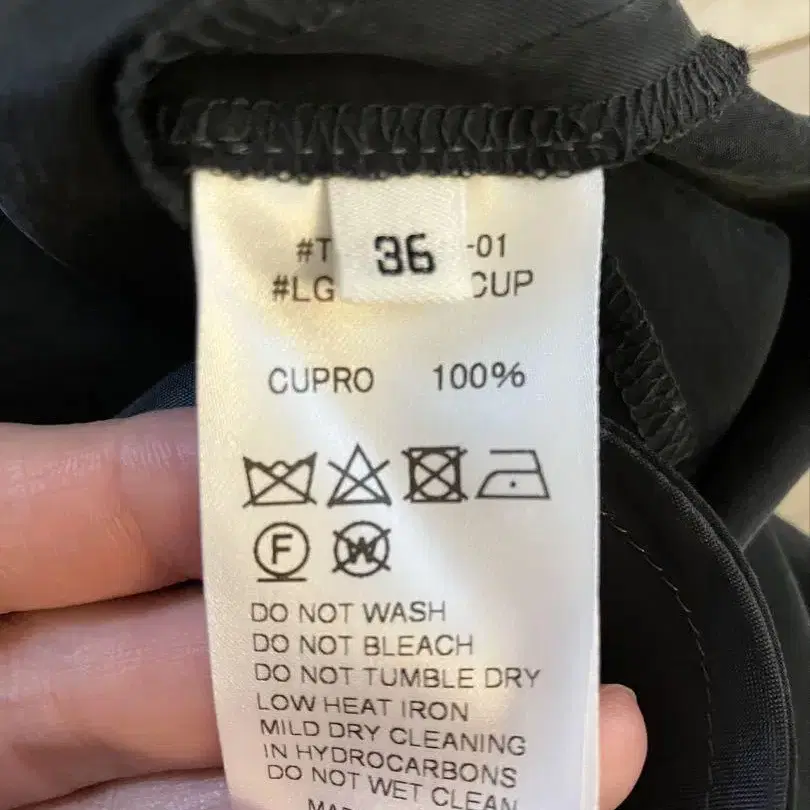 36
#T -01
#LG CUP
CUPRO 100%
F
W
DO NOT WASH
DO NOT BLEACH
DO NOT TUMBLE DRY
LOW HEAT IRON
MILD DRY CLEANING
IN HYDROCARBONS
DO NOT WET CLEAN